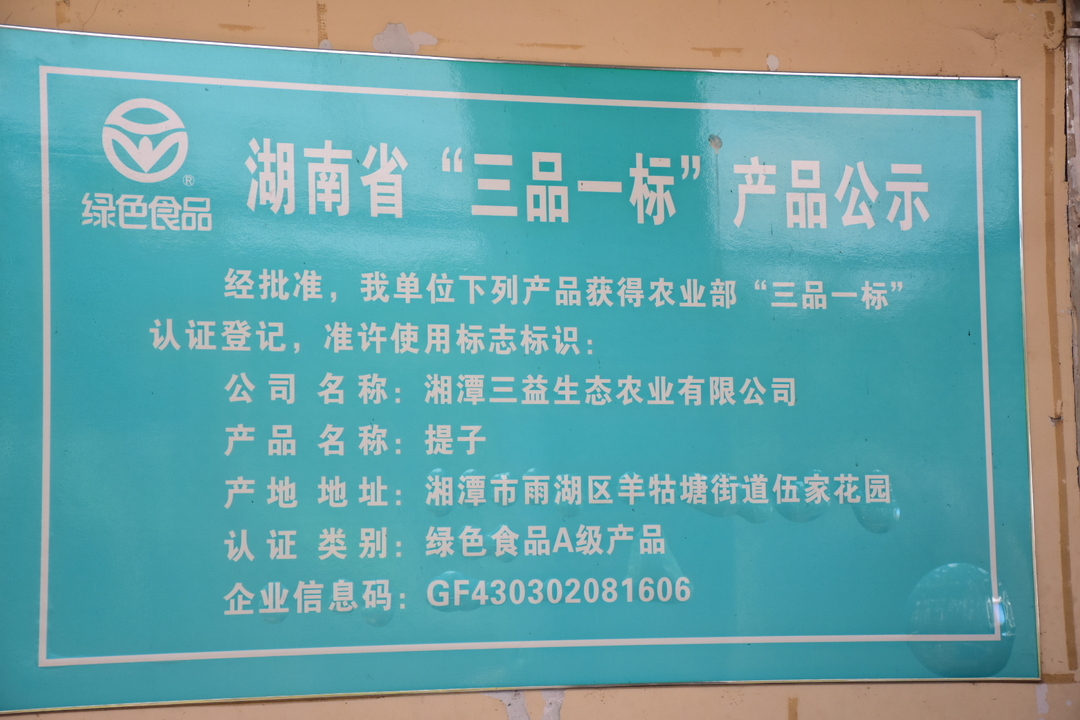 绿色食品®
湖南省“三品一标”产品公示
经批准，我单位下列产品获得农业部“三品一标”
认证登记，准许使用标志标识：
公司名称：湘潭三益生态农业有限公司
产品名称：提子
产地地址：湘潭市雨湖区羊牯塘街道伍家花园
认证类别：绿色食品A级产品
企业信息码：GF430302081606